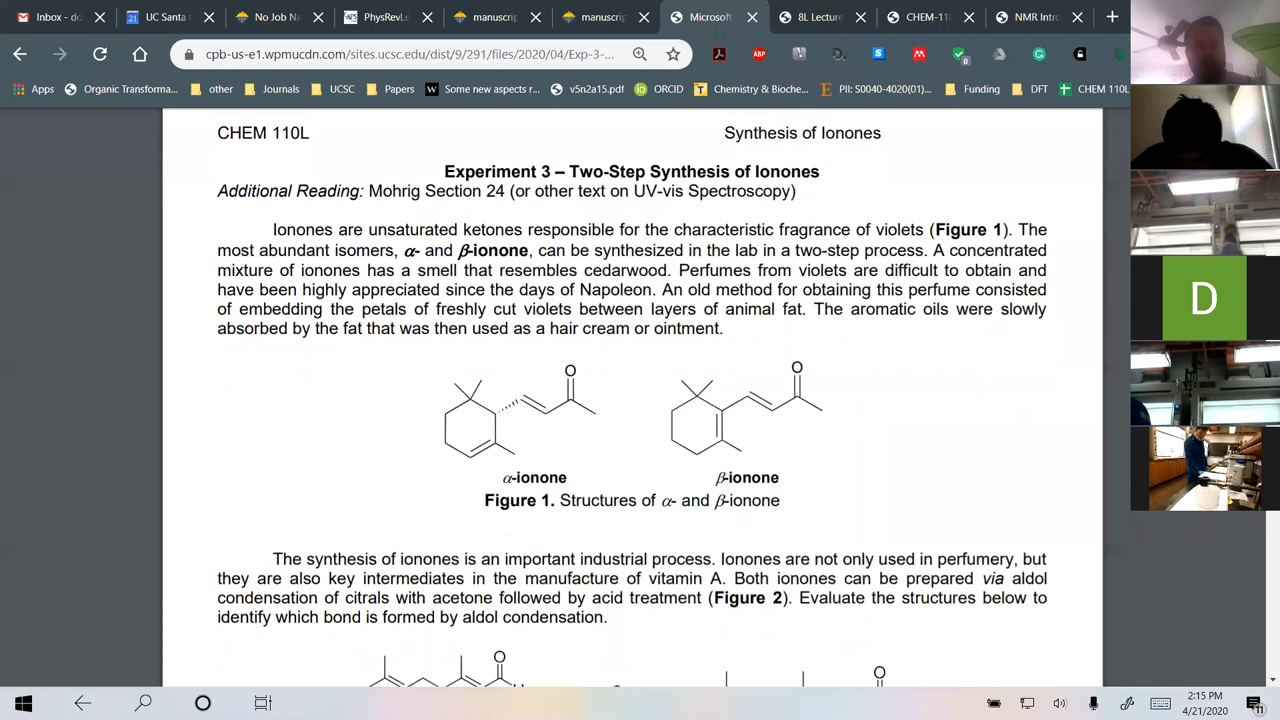 Inbox - dc
UC Santa C
No Job Na
PhysRevLe
manuscrip
manuscrip
Microsoft
8L Lecture
CHEM-110
NMR Intro
cpb-us-e1.wpmucdn.com/sites.ucsc.edu/dist/9/291/files/2020/04/Exp-3-...
ABP
0
Apps
Organic Transforma...
other
Journals
UCSC
Papers
Some new aspects r...
v5n2a15.pdf
ORCID
Chemistry & Bioche...
PII: S0040-4020(01)...
Funding
DFT
CHEM 110L
CHEM 110L Synthesis of Ionones
Experiment 3 – Two-Step Synthesis of Ionones
Additional Reading: Mohrig Section 24 (or other text on UV-vis Spectroscopy)
Ionones are unsaturated ketones responsible for the characteristic fragrance of violets (Figure 1). The
most abundant isomers, α- and β-ionone, can be synthesized in the lab in a two-step process. A concentrated
mixture of ionones has a smell that resembles cedarwood. Perfumes from violets are difficult to obtain and
have been highly appreciated since the days of Napoleon. An old method for obtaining this perfume consisted
of embedding the petals of freshly cut violets between layers of animal fat. The aromatic oils were slowly
absorbed by the fat that was then used as a hair cream or ointment.
O
O
α-ionone
β-ionone
Figure 1. Structures of α- and β-ionone
The synthesis of ionones is an important industrial process. Ionones are not only used in perfumery, but
they are also key intermediates in the manufacture of vitamin A. Both ionones can be prepared via aldol
condensation of citrals with acetone followed by acid treatment (Figure 2). Evaluate the structures below to
identify which bond is formed by aldol condensation.
O
O
D
2:15 PM
4/21/2020
11